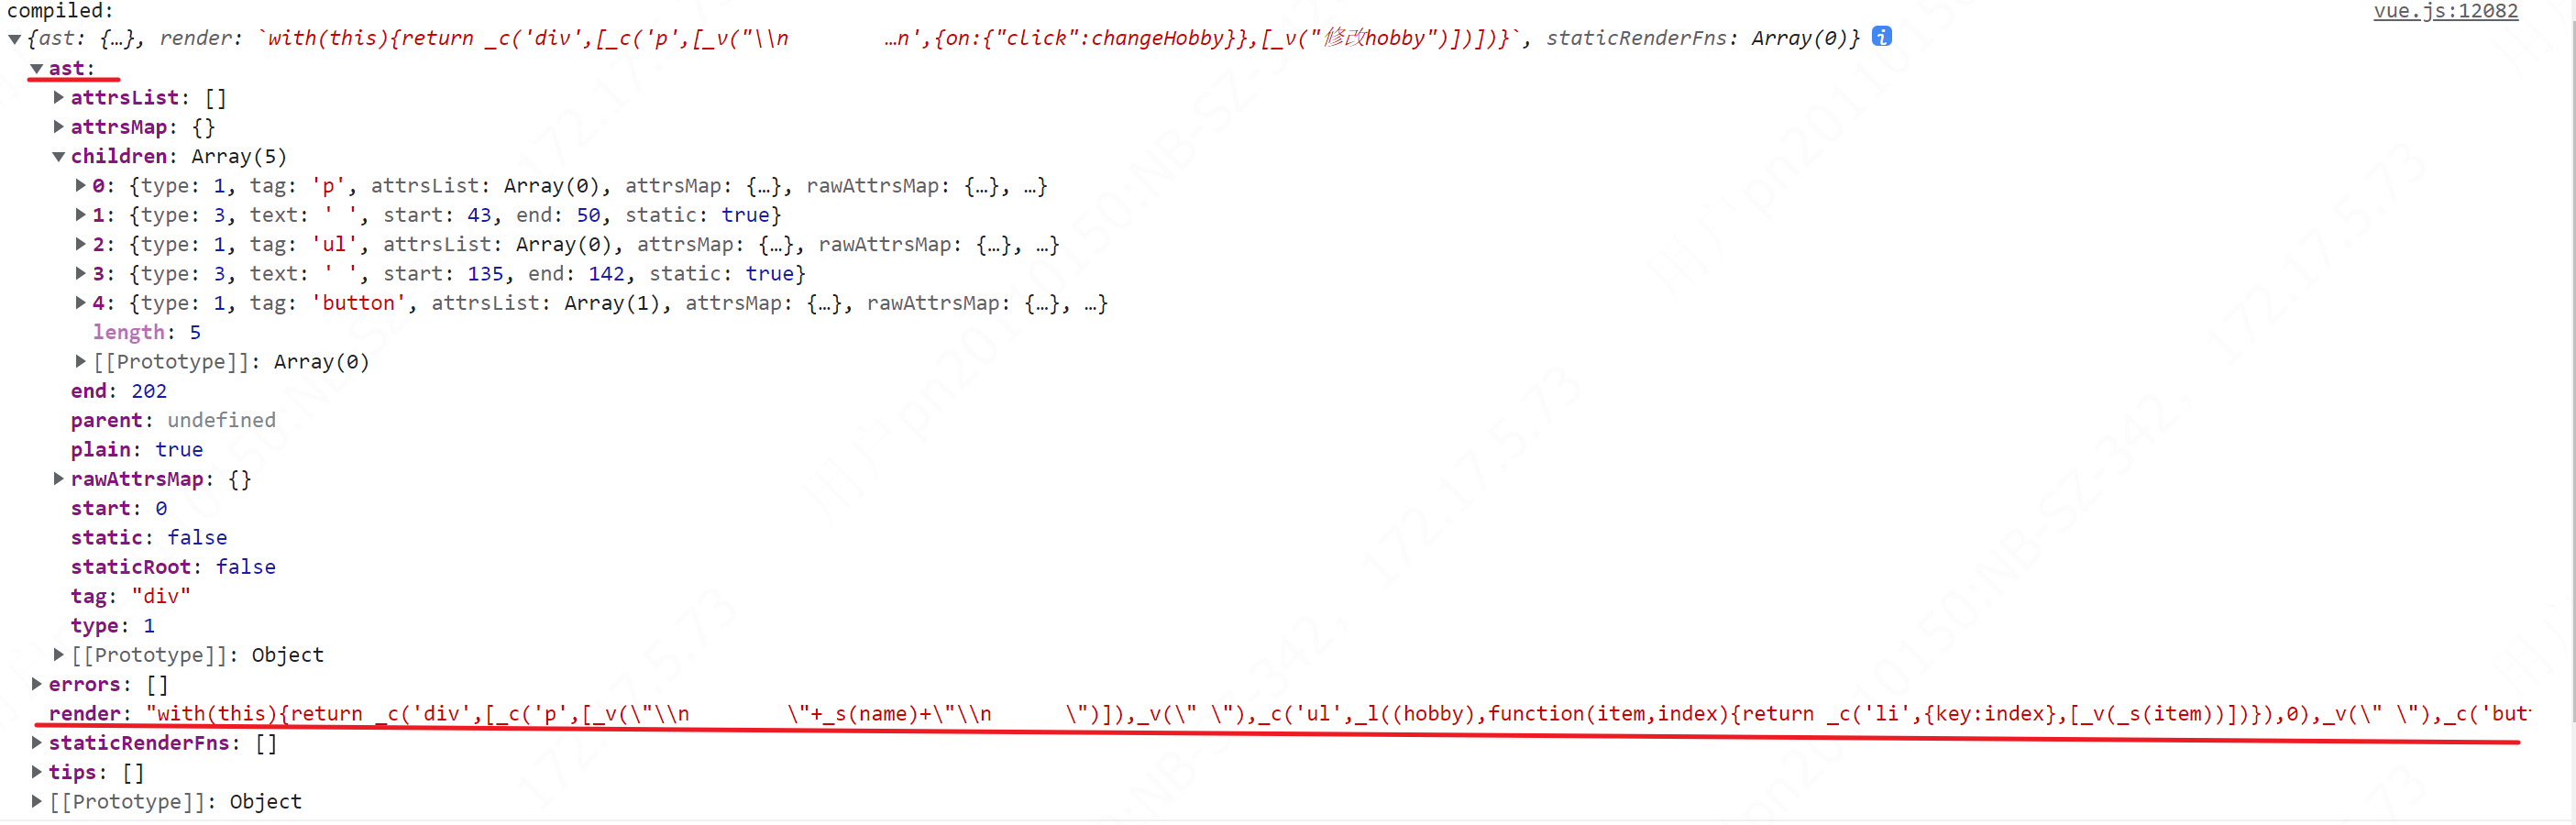 compiled:
vue.js:12082
▼{ast: {…}, render: `with(this){return _c('div',[_c('p',[_v("\\n        …n',{on:{"click":changeHobby}},[_v("修改hobby")])])}`, staticRenderFns: Array(0)} i
▼ast:
▶attrsList: []
▶attrsMap: {}
▼children: Array(5)
▶0: {type: 1, tag: 'p', attrsList: Array(0), attrsMap: {…}, rawAttrsMap: {…}, …}
▶1: {type: 3, text: ' ', start: 43, end: 50, static: true}
▶2: {type: 1, tag: 'ul', attrsList: Array(0), attrsMap: {…}, rawAttrsMap: {…}, …}
▶3: {type: 3, text: ' ', start: 135, end: 142, static: true}
▶4: {type: 1, tag: 'button', attrsList: Array(1), attrsMap: {…}, rawAttrsMap: {…}, …}
length: 5
▶[[Prototype]]: Array(0)
end: 202
parent: undefined
plain: true
▶rawAttrsMap: {}
start: 0
static: false
staticRoot: false
tag: "div"
type: 1
▶[[Prototype]]: Object
▶errors: []
render: "with(this){return _c('div',[_c('p',[_v(\"\\n        \"+_s(name)+\"\\n      \")]),_v(\" \"),_c('ul',_l((hobby),function(item,index){return _c('li',{key:index},[_v(_s(item))])}),0),_v(\" \"),_c('but
▶staticRenderFns: []
▶tips: []
▶[[Prototype]]: Object